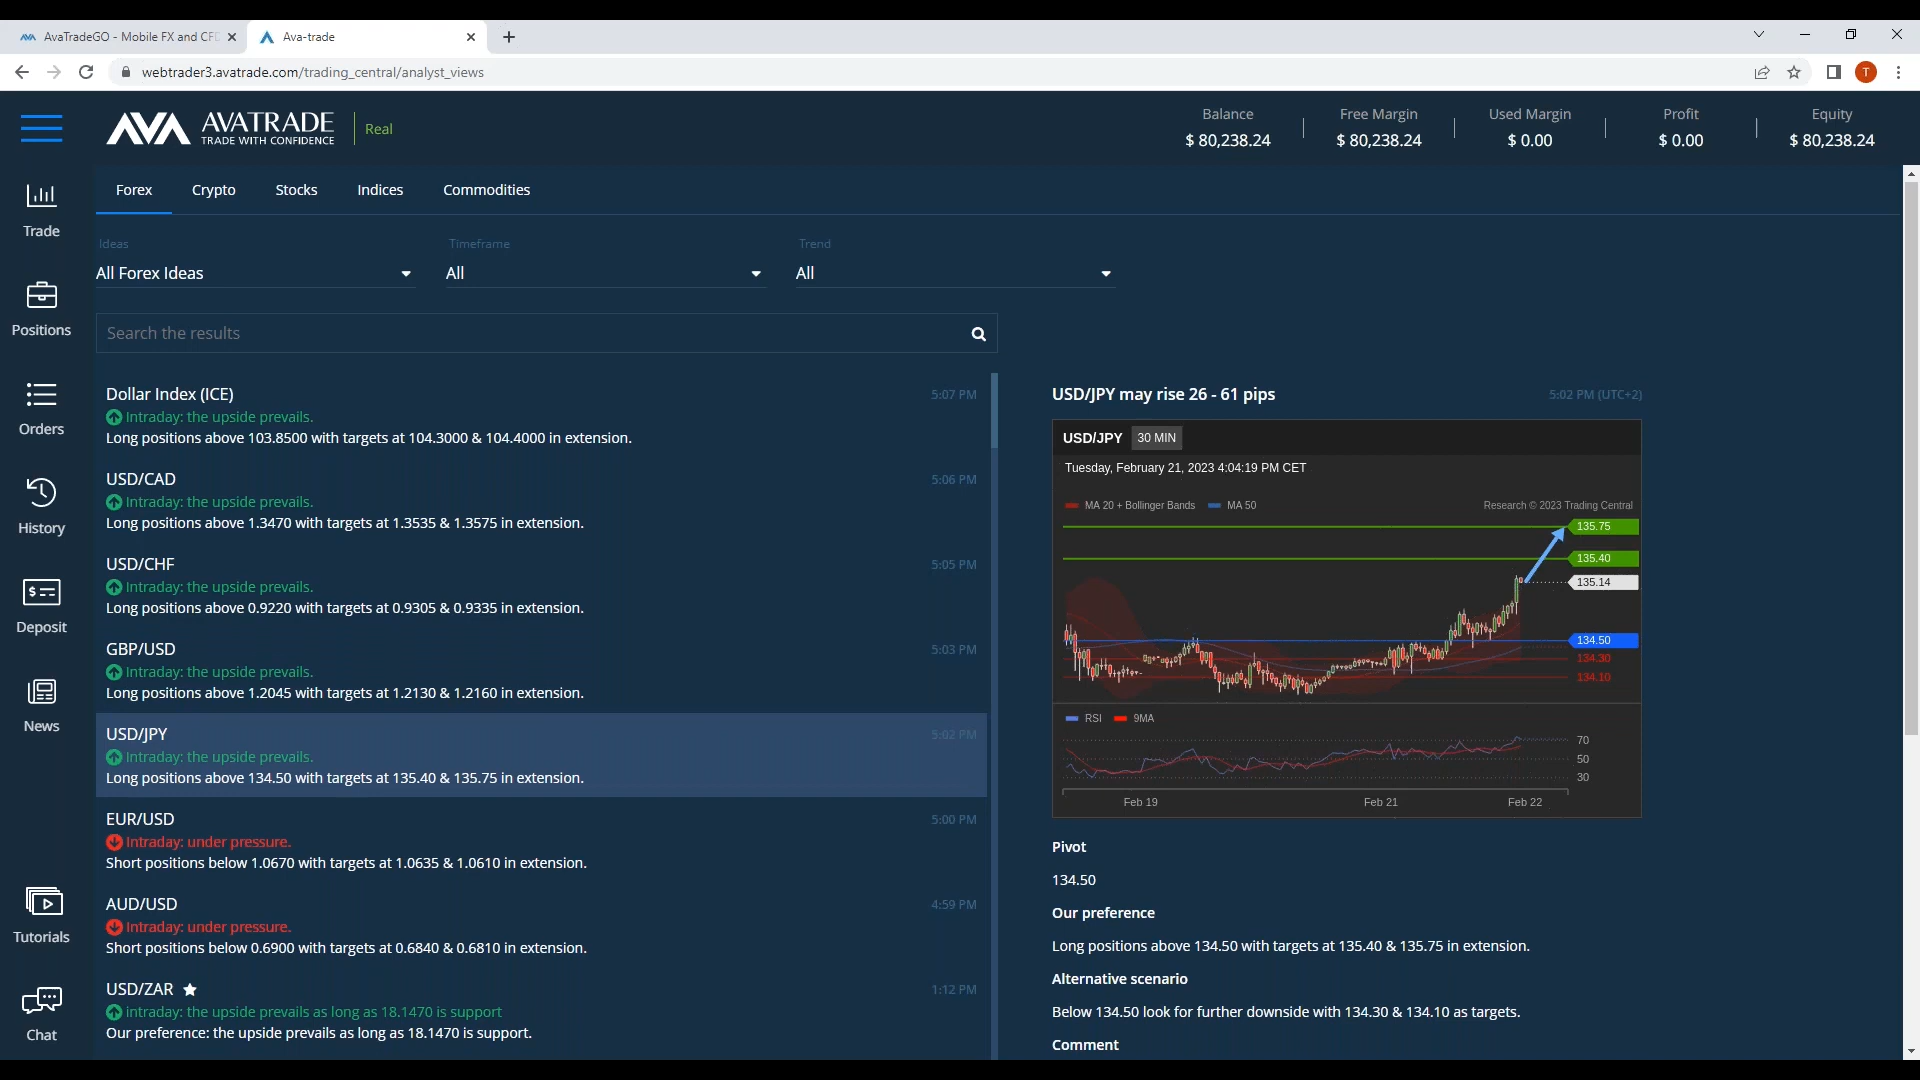 AvaTradeGO - Mobile FX and CFD
Ava-trade
webtrader3.avatrade.com/trading_central/analyst_views
T
AVA AVATRADE
TRADE WITH CONFIDENCE
Real
Balance
$ 80,238.24
Free Margin
$ 80,238.24
Used Margin
$ 0.00
Profit
$ 0.00
Equity
$ 80,238.24
Trade
Positions
Orders
History
Deposit
News
Tutorials
Chat
Forex Crypto Stocks Indices Commodities
Ideas
All Forex Ideas
Timeframe
All
Trend
All
Search the results
Dollar Index (ICE) 5:07 PM
Intraday: the upside prevails.
Long positions above 103.8500 with targets at 104.3000 & 104.4000 in extension.
USD/CAD 5:06 PM
Intraday: the upside prevails.
Long positions above 1.3470 with targets at 1.3535 & 1.3575 in extension.
USD/CHF 5:05 PM
Intraday: the upside prevails.
Long positions above 0.9220 with targets at 0.9305 & 0.9335 in extension.
GBP/USD 5:03 PM
Intraday: the upside prevails.
Long positions above 1.2045 with targets at 1.2130 & 1.2160 in extension.
USD/JPY 5:02 PM
Intraday: the upside prevails.
Long positions above 134.50 with targets at 135.40 & 135.75 in extension.
EUR/USD 5:00 PM
Intraday: under pressure.
Short positions below 1.0670 with targets at 1.0635 & 1.0610 in extension.
AUD/USD 4:59 PM
Intraday: under pressure.
Short positions below 0.6900 with targets at 0.6840 & 0.6810 in extension.
USD/ZAR 1:12 PM
intraday: the upside prevails as long as 18.1470 is support
Our preference: the upside prevails as long as 18.1470 is support.
USD/JPY may rise 26 - 61 pips 5:02 PM (UTC+2)
USD/JPY 30 MIN
Tuesday, February 21, 2023 4:04:19 PM CET
MA 20 + Bollinger Bands MA 50 Research © 2023 Trading Central
135.75
135.40
135.14
134.50
134.30
134.10
RSI 9MA
70
50
30
Feb 19 Feb 21 Feb 22
Pivot
134.50
Our preference
Long positions above 134.50 with targets at 135.40 & 135.75 in extension.
Alternative scenario
Below 134.50 look for further downside with 134.30 & 134.10 as targets.
Comment